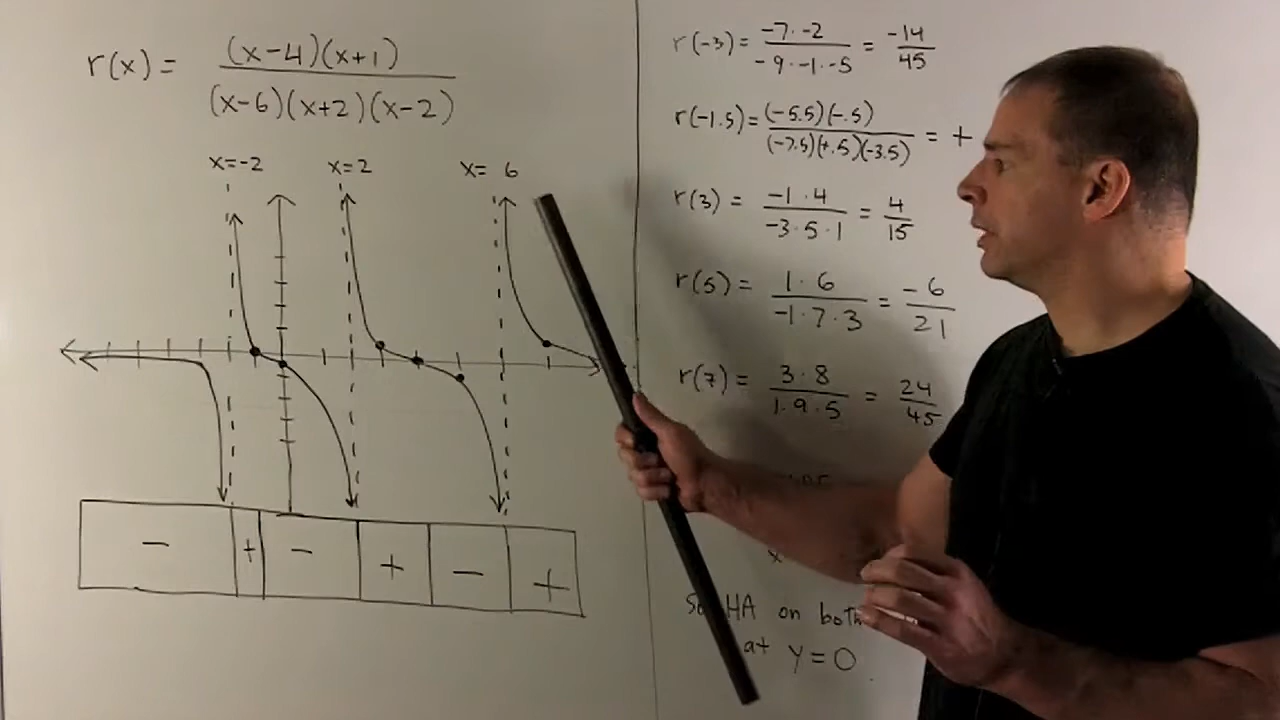 r(x) = (x-4)(x+1) / (x-6)(x+2)(x-2)
x=-2 x=2 x= 6
- + - + - +
r(-3) = -7·-2 / -9·-1·-5 = -14/45
r(-1.5) = (-5.5)(-.5) / (-7.5)(+.5)(-3.5) = +
r(3) = -1·4 / -3·5·1 = 4/15
r(5) = 1·6 / -1·7·3 = -6/21
r(7) = 3·8 / 1·9·5 = 24/45
x
HA on both
at y=0